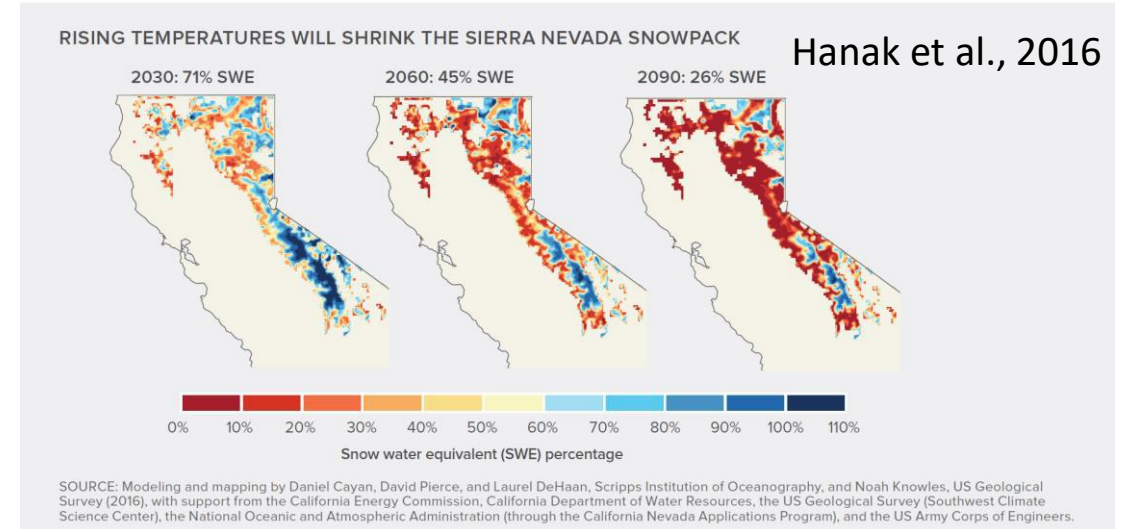 RISING TEMPERATURES WILL SHRINK THE SIERRA NEVADA SNOWPACK
Hanak et al., 2016
2030: 71% SWE 2060: 45% SWE 2090: 26% SWE
0% 10% 20% 30% 40% 50% 60% 70% 80% 90% 100% 110%
Snow water equivalent (SWE) percentage
SOURCE: Modeling and mapping by Daniel Cayan, David Pierce, and Laurel DeHaan, Scripps Institution of Oceanography, and Noah Knowles, US Geological
Survey (2016), with support from the California Energy Commission, California Department of Water Resources, the US Geological Survey (Southwest Climate
Science Center), the National Oceanic and Atmospheric Administration (through the California Nevada Applications Program), and the US Army Corps of Engineers.